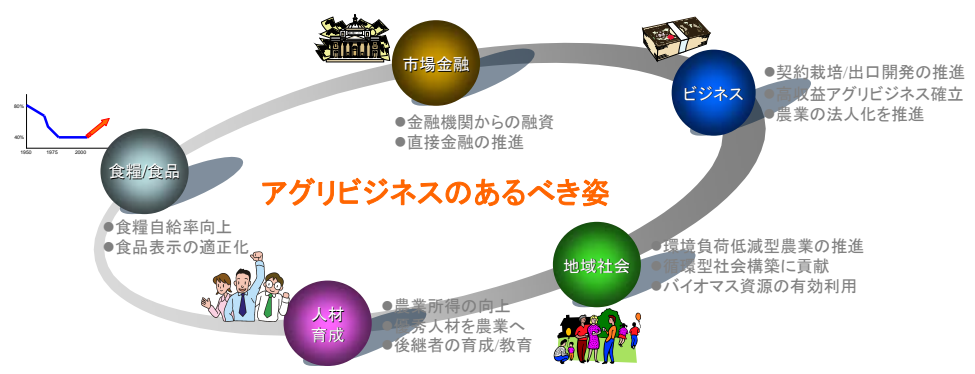 市場金融
●金融機関からの融資
●直接金融の推進
ビジネス
●契約栽培/出口開発の推進
●高収益アグリビジネス確立
●農業の法人化を推進
80%
40%
1950
1975
2000
食糧/食品
●食糧自給率向上
●食品表示の適正化
アグリビジネスのあるべき姿
地域社会
●環境負荷低減型農業の推進
●循環型社会構築に貢献
●バイオマス資源の有効利用
人材
育成
●農業所得の向上
●優秀人材を農業へ
●後継者の育成/教育